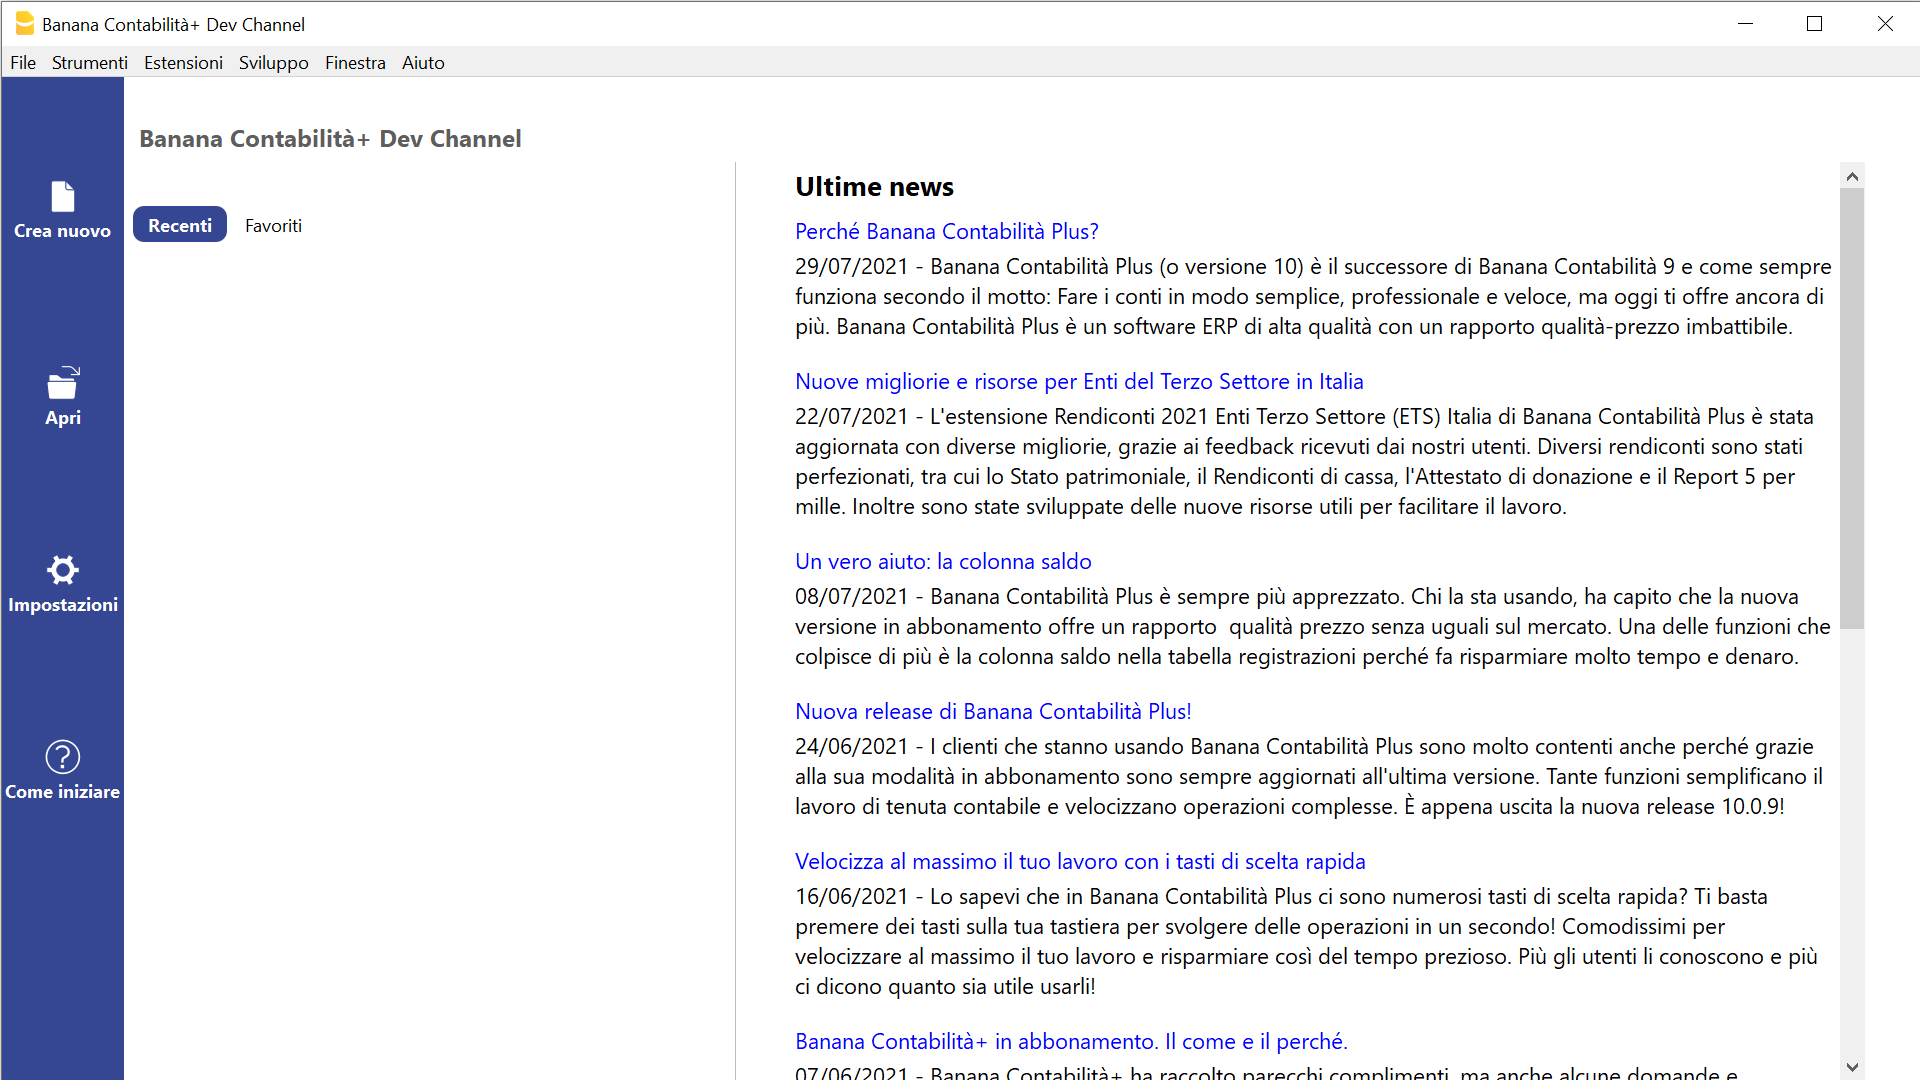 Banana Contabilità+ Dev Channel
File Strumenti Estensioni Sviluppo Finestra Aiuto
Crea nuovo
Apri
Impostazioni
Come iniziare
Banana Contabilità+ Dev Channel
Recenti Favoriti
Ultime news
Perché Banana Contabilità Plus?
29/07/2021 - Banana Contabilità Plus (o versione 10) è il successore di Banana Contabilità 9 e come sempre
funziona secondo il motto: Fare i conti in modo semplice, professionale e veloce, ma oggi ti offre ancora di
più. Banana Contabilità Plus è un software ERP di alta qualità con un rapporto qualità-prezzo imbattibile.
Nuove migliorie e risorse per Enti del Terzo Settore in Italia
22/07/2021 - L'estensione Rendiconti 2021 Enti Terzo Settore (ETS) Italia di Banana Contabilità Plus è stata
aggiornata con diverse migliorie, grazie ai feedback ricevuti dai nostri utenti. Diversi rendiconti sono stati
perfezionati, tra cui lo Stato patrimoniale, il Rendiconti di cassa, l'Attestato di donazione e il Report 5 per
mille. Inoltre sono state sviluppate delle nuove risorse utili per facilitare il lavoro.
Un vero aiuto: la colonna saldo
08/07/2021 - Banana Contabilità Plus è sempre più apprezzato. Chi la sta usando, ha capito che la nuova
versione in abbonamento offre un rapporto  qualità prezzo senza uguali sul mercato. Una delle funzioni che
colpisce di più è la colonna saldo nella tabella registrazioni perché fa risparmiare molto tempo e denaro.
Nuova release di Banana Contabilità Plus!
24/06/2021 - I clienti che stanno usando Banana Contabilità Plus sono molto contenti anche perché grazie
alla sua modalità in abbonamento sono sempre aggiornati all'ultima versione. Tante funzioni semplificano il
lavoro di tenuta contabile e velocizzano operazioni complesse. È appena uscita la nuova release 10.0.9!
Velocizza al massimo il tuo lavoro con i tasti di scelta rapida
16/06/2021 - Lo sapevi che in Banana Contabilità Plus ci sono numerosi tasti di scelta rapida? Ti basta
premere dei tasti sulla tua tastiera per svolgere delle operazioni in un secondo! Comodissimi per
velocizzare al massimo il tuo lavoro e risparmiare così del tempo prezioso. Più gli utenti li conoscono e più
ci dicono quanto sia utile usarli!
Banana Contabilità+ in abbonamento. Il come e il perché.
07/06/2021 - Banana Contabilità+ ha raccolto parecchi complimenti, ma anche alcune domande e